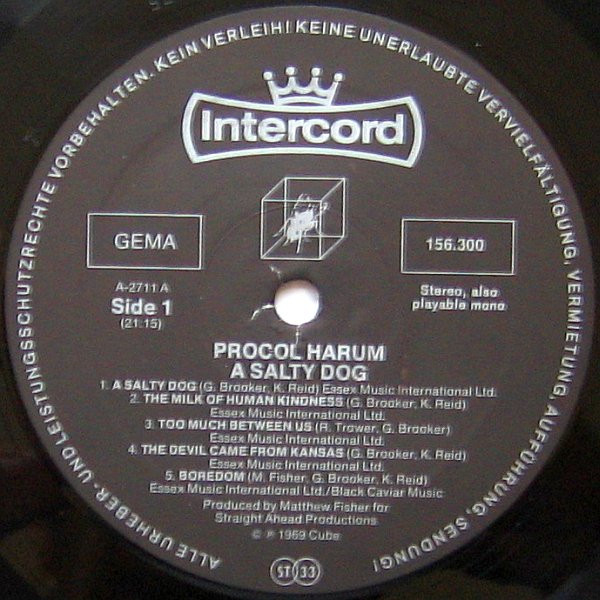 ALLE URHEBER- UND LEISTUNGSSCHUTZRECHTE VORBEHALTEN. KEIN VERLEIH! KEINE UNERLAUBTE VERVIELFÄLTIGUNG, VERMIETUNG, AUFFÜHRUNG, SENDUNG!
Intercord
GEMA
156.300
A-2711 A
Side 1
(21:15)
Stereo, also
playable mono
PROCOL HARUM
A SALTY DOG
1. A SALTY DOG (G. Brooker, K. Reid) Essex Music International Ltd.
2. THE MILK OF HUMAN KINDNESS (G. Brooker, K. Reid)
Essex Music International Ltd.
3. TOO MUCH BETWEEN US (R. Trower, G. Brooker)
Essex Music International Ltd.
4. THE DEVIL CAME FROM KANSAS (G. Brooker, K. Reid)
Essex Music International Ltd.
5. BOREDOM (M. Fisher, G. Brooker, K. Reid)
Essex Music International Ltd./Black Caviar Music
Produced by Matthew Fisher for
Straight Ahead Productions
© ℗ 1969 Cube
ST 33